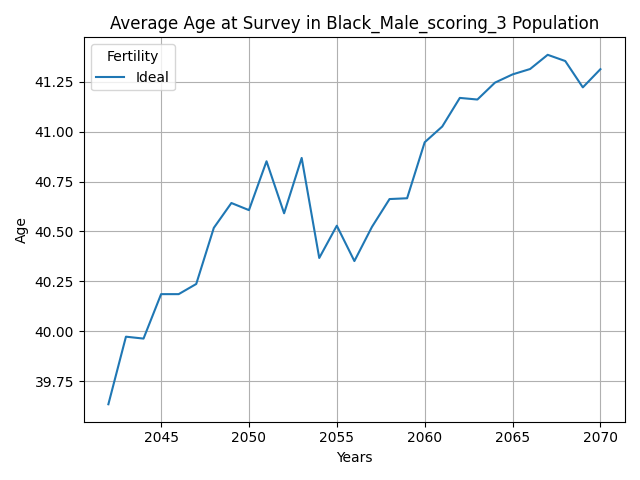 Average Age at Survey in Black_Male_scoring_3 Population
Fertility
Ideal
Age
41.25
41.00
40.75
40.50
40.25
40.00
39.75
2045 2050 2055 2060 2065 2070
Years